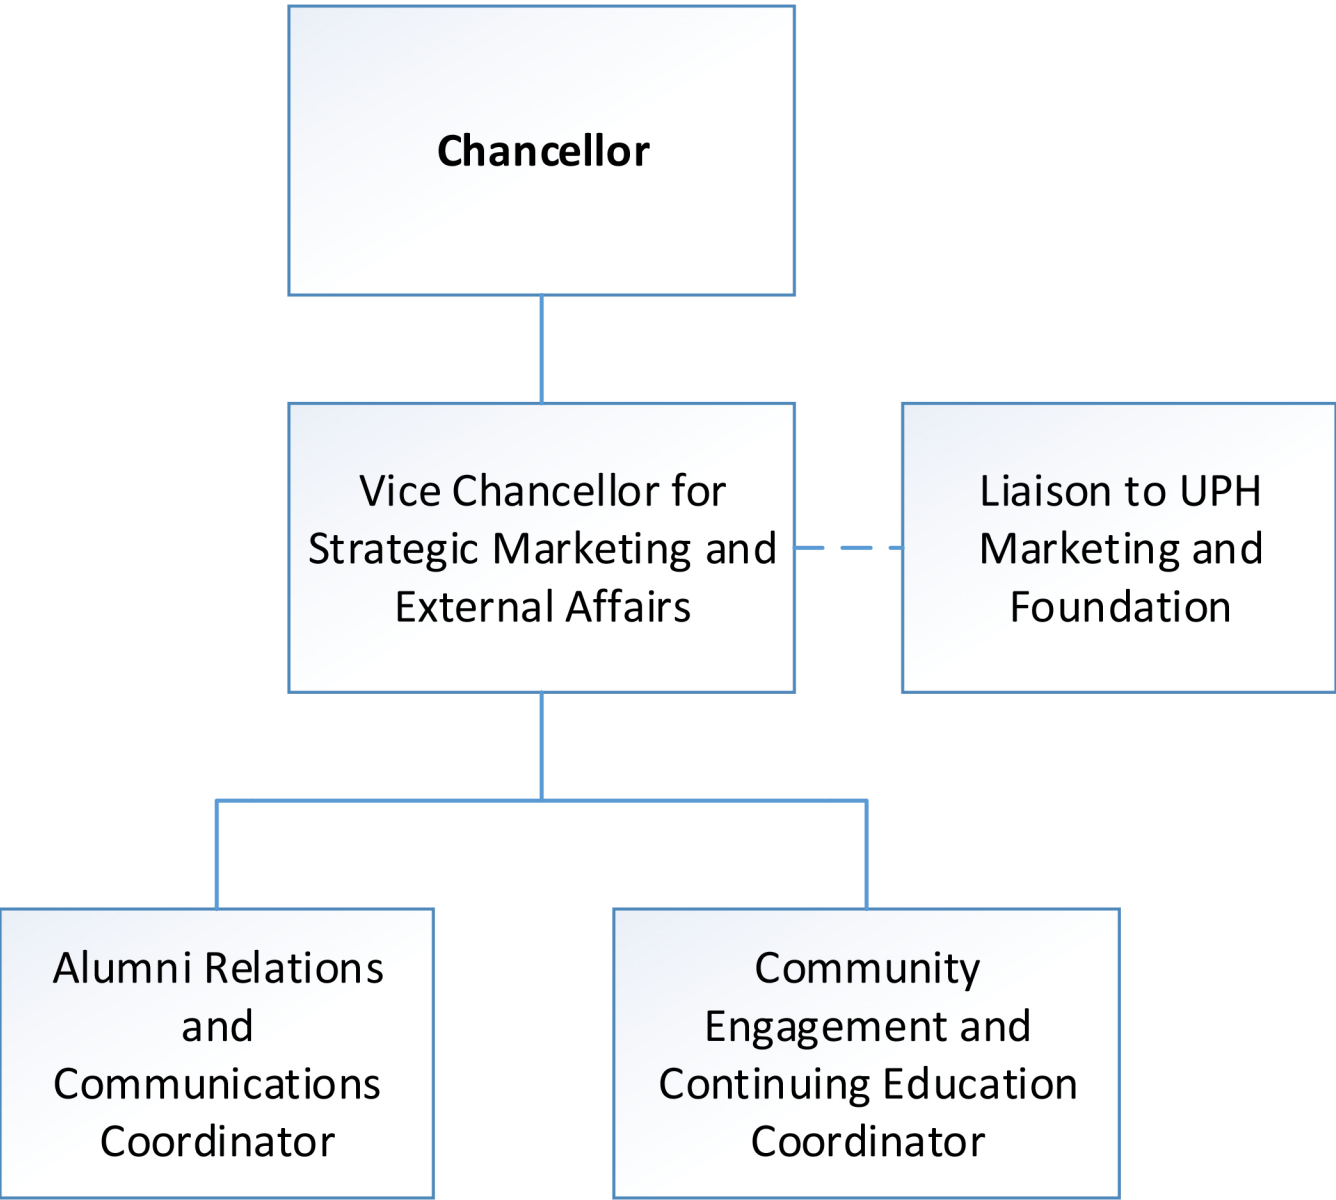 Chancellor
Vice Chancellor for
Strategic Marketing and
External Affairs
Liaison to UPH
Marketing and
Foundation
Alumni Relations
and
Communications
Coordinator
Community
Engagement and
Continuing Education
Coordinator